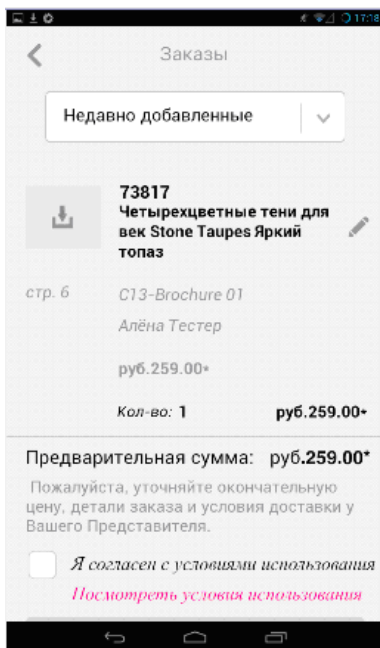 17:18
Заказы
Недавно добавленные
73817
Четырехцветные тени для
век Stone Taupes Яркий
топаз
стр. 6
C13-Brochure 01
Алёна Тестер
руб.259.00*
Кол-во: 1 руб.259.00*
Предварительная сумма: руб.259.00*
Пожалуйста, уточняйте окончательную
цену, детали заказа и условия доставки у
Вашего Представителя.
Я согласен с условиями использования
Посмотреть условия использования